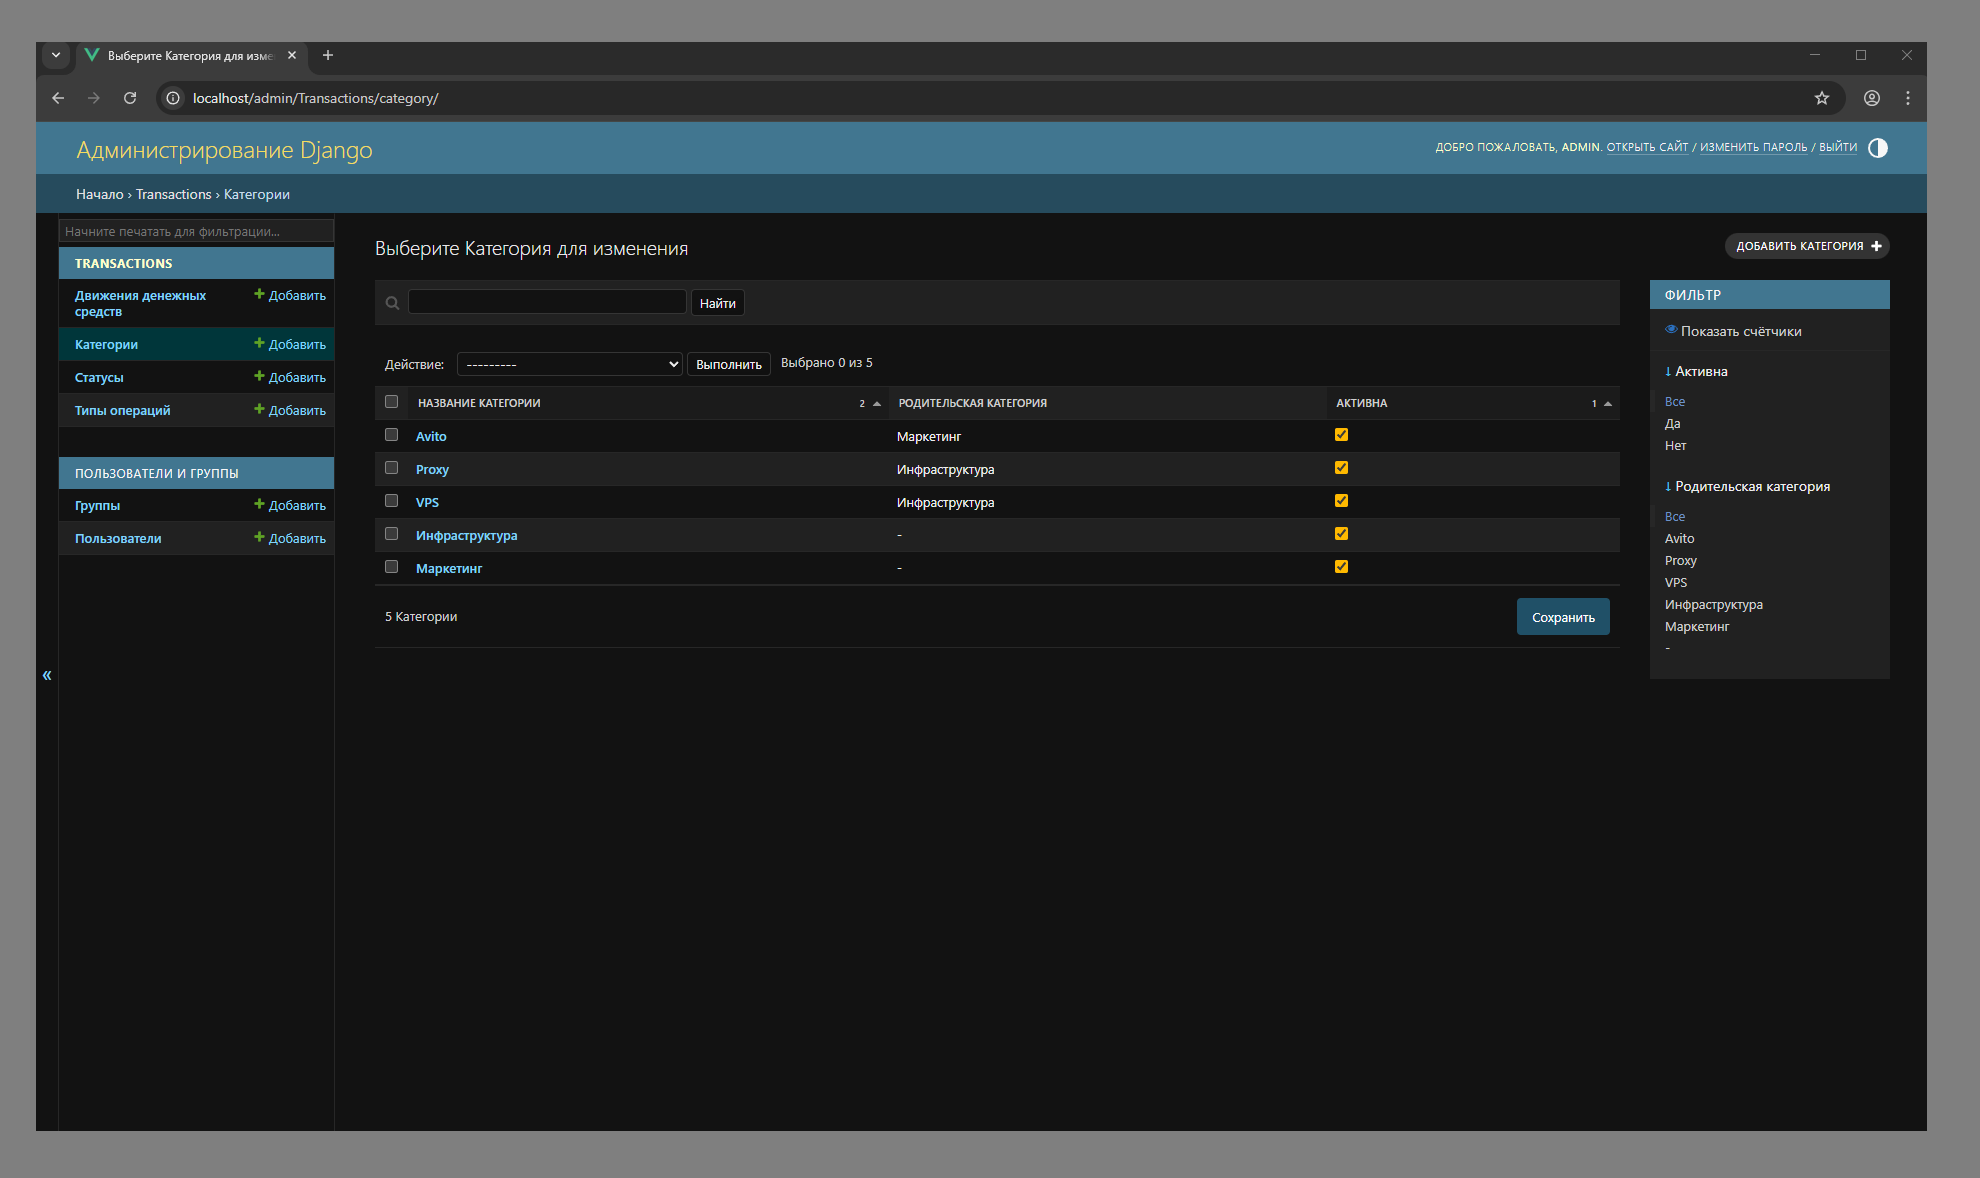 Выберите Категория для изме
localhost/admin/Transactions/category/
Администрирование Django
ДОБРО ПОЖАЛОВАТЬ, ADMIN. ОТКРЫТЬ САЙТ / ИЗМЕНИТЬ ПАРОЛЬ / ВЫЙТИ
Начало › Transactions › Категории
Начните печатать для фильтрации...
TRANSACTIONS
Движения денежных средств + Добавить
Категории + Добавить
Статусы + Добавить
Типы операций + Добавить
ПОЛЬЗОВАТЕЛИ И ГРУППЫ
Группы + Добавить
Пользователи + Добавить
«
Выберите Категория для изменения
ДОБАВИТЬ КАТЕГОРИЯ +
Найти
Действие: --------- Выполнить Выбрано 0 из 5
НАЗВАНИЕ КАТЕГОРИИ 2 РОДИТЕЛЬСКАЯ КАТЕГОРИЯ АКТИВНА 1
Avito Маркетинг
Proxy Инфраструктура
VPS Инфраструктура
Инфраструктура -
Маркетинг -
5 Категории
Сохранить
ФИЛЬТР
Показать счётчики
↓ Активна
Все
Да
Нет
↓ Родительская категория
Все
Avito
Proxy
VPS
Инфраструктура
Маркетинг
-